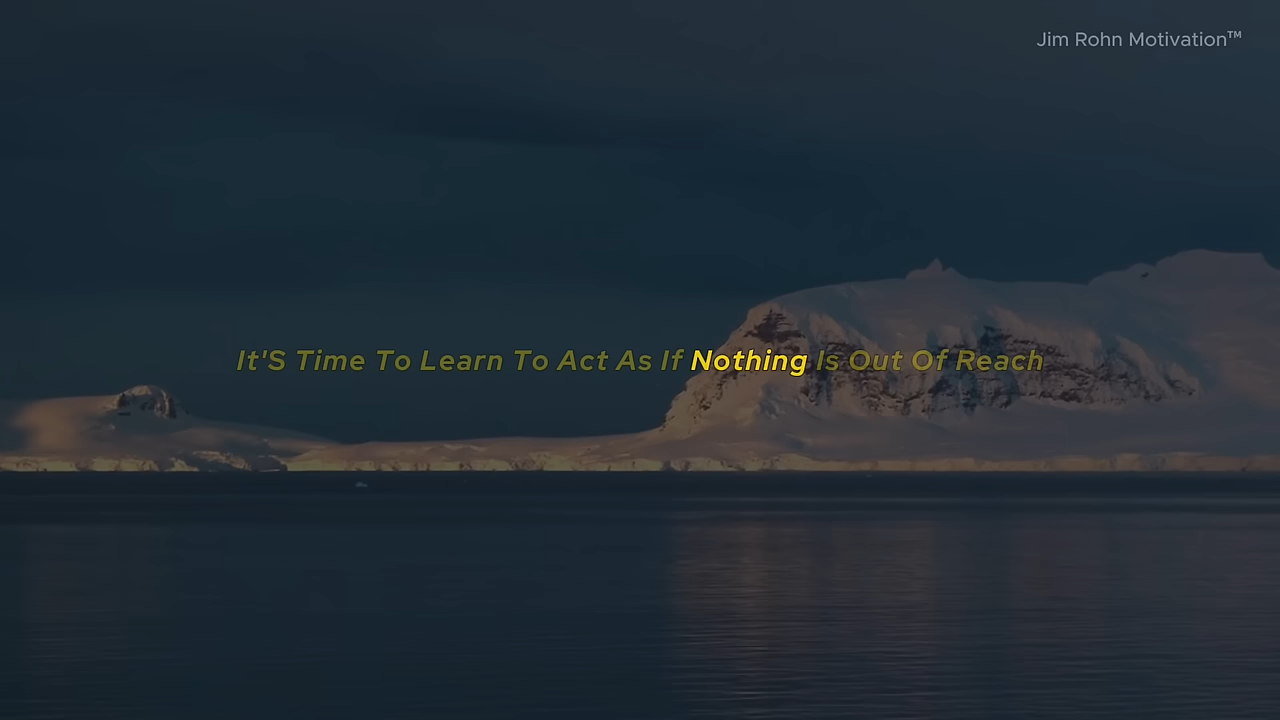 Jim Rohn Motivation™
It'S Time To Learn To Act As If Nothing Is Out Of Reach